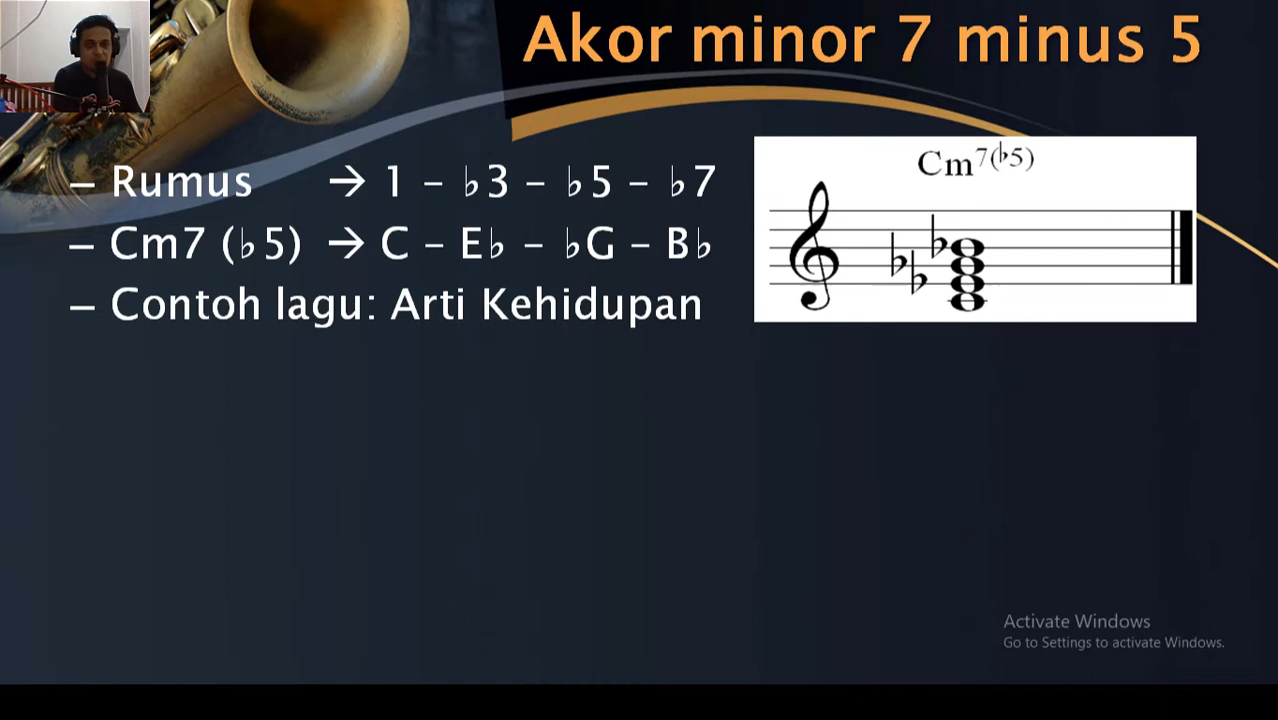 Akor minor 7 minus 5
– Rumus → 1 – ♭3 – ♭5 – ♭7
– Cm7 (♭5) → C – E♭ – ♭G – B♭
– Contoh lagu: Arti Kehidupan
Cm7(♭5)
Activate Windows
Go to Settings to activate Windows.